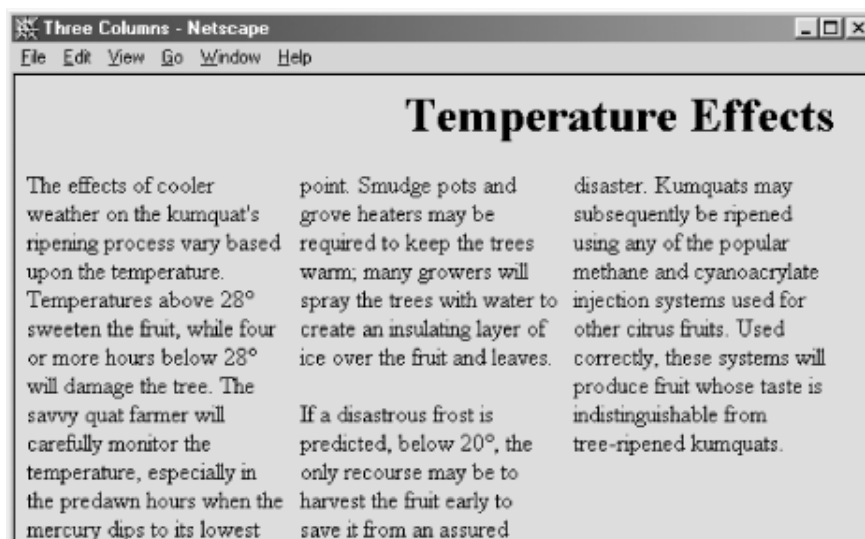 Three Columns - Netscape
File Edit View Go Window Help
Temperature Effects
The effects of cooler
weather on the kumquat's
ripening process vary based
upon the temperature.
Temperatures above 28°
sweeten the fruit, while four
or more hours below 28°
will damage the tree. The
savvy quat farmer will
carefully monitor the
temperature, especially in
the predawn hours when the
mercury dips to its lowest
point. Smudge pots and
grove heaters may be
required to keep the trees
warm; many growers will
spray the trees with water to
create an insulating layer of
ice over the fruit and leaves.
If a disastrous frost is
predicted, below 20°, the
only recourse may be to
harvest the fruit early to
save it from an assured
disaster. Kumquats may
subsequently be ripened
using any of the popular
methane and cyanoacrylate
injection systems used for
other citrus fruits. Used
correctly, these systems will
produce fruit whose taste is
indistinguishable from
tree-ripened kumquats.